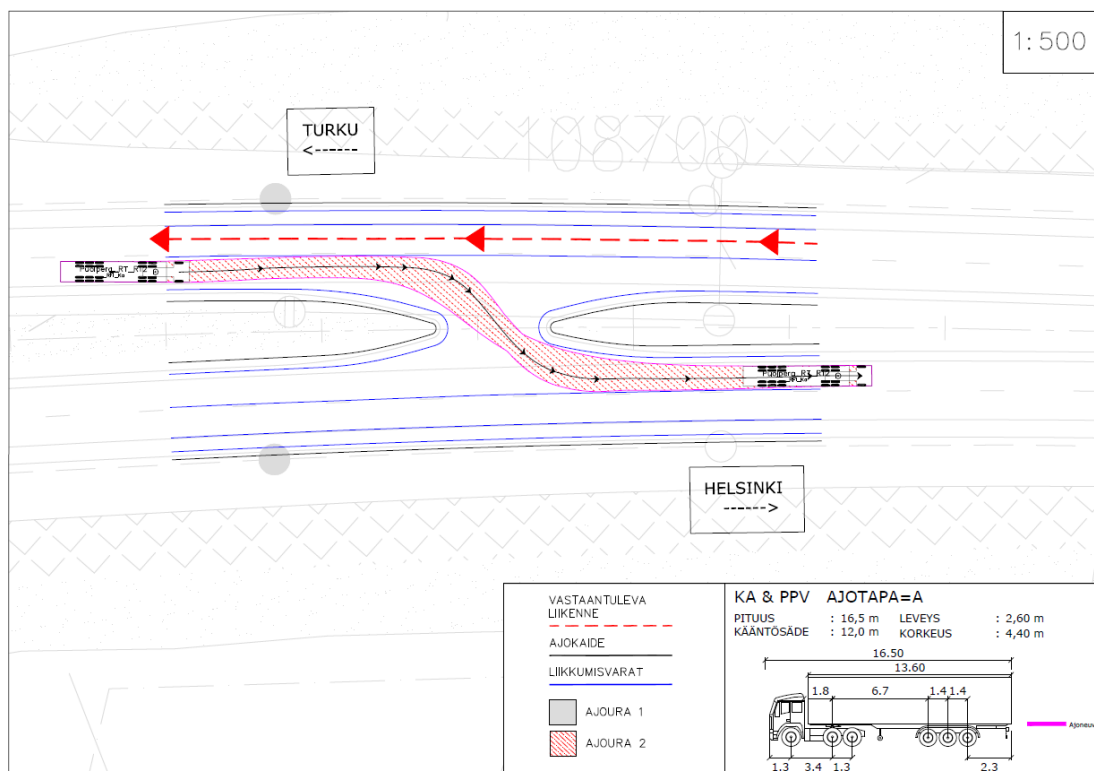 1:500
TURKU
<------
108700
Puolperä_RT_RT2
Puolperä_RT_RT2
HELSINKI
------>
VASTAANTULEVA
LIIKENNE
AJOKAIDE
LIIKKUMISVARAT
AJOURA 1
AJOURA 2
KA & PPV AJOTAPA=A
PITUUS : 16,5 m LEVEYS : 2,60 m
KÄÄNTÖSÄDE : 12,0 m KORKEUS : 4,40 m
16.50
13.60
1.8 6.7 1.4 1.4
1.3 3.4 1.3 2.3